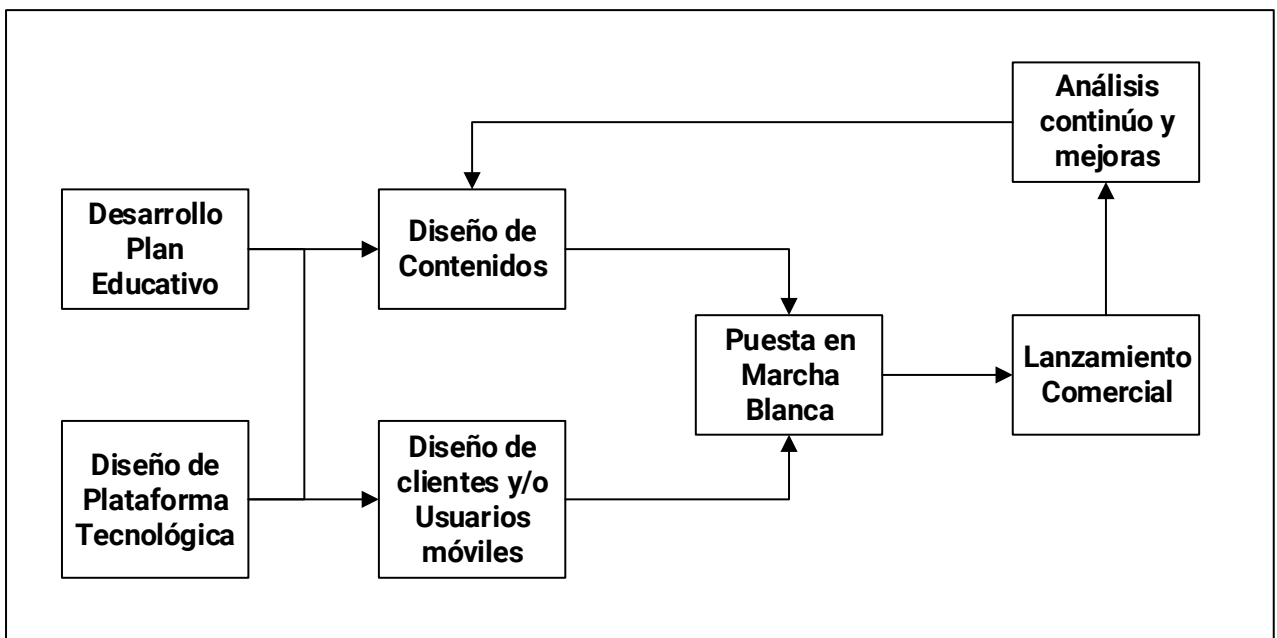 Análisis
continúo y
mejoras
Desarrollo
Plan
Educativo
Diseño de
Contenidos
Puesta en
Marcha
Blanca
Lanzamiento
Comercial
Diseño de
Plataforma
Tecnológica
Diseño de
clientes y/o
Usuarios
móviles